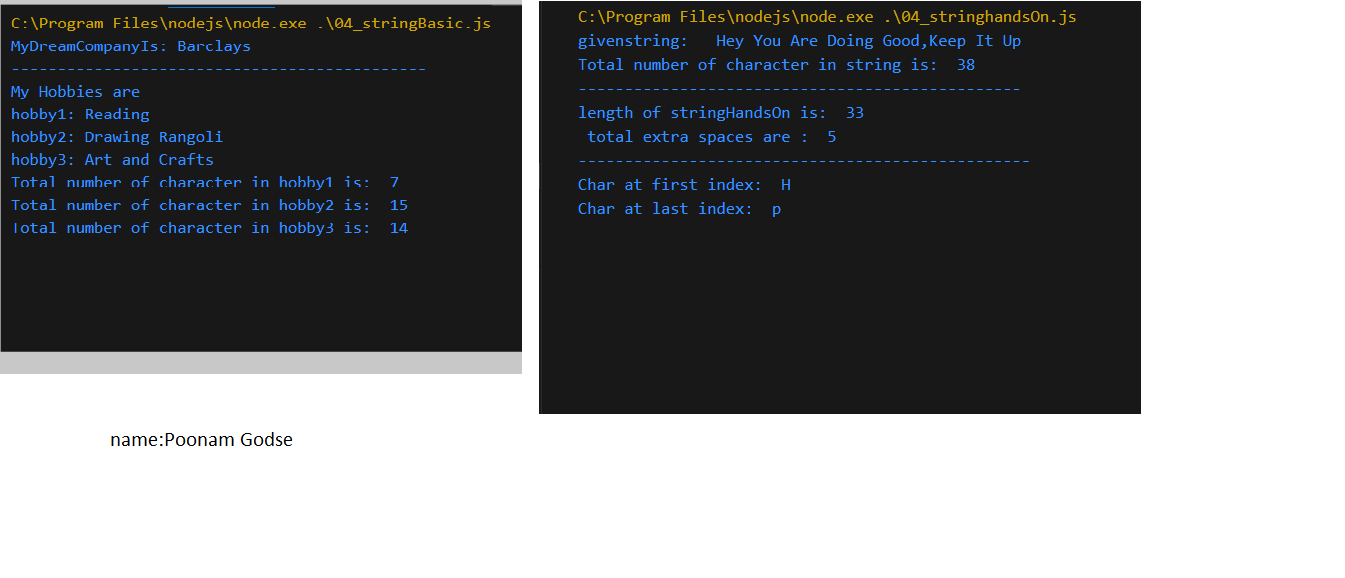 C:\Program Files\nodejs\node.exe .\04_stringBasic.js
MyDreamCompanyIs: Barclays
---------------------------------------------
My Hobbies are
hobby1: Reading
hobby2: Drawing Rangoli
hobby3: Art and Crafts
Total number of character in hobby1 is:  7
Total number of character in hobby2 is:  15
Total number of character in hobby3 is:  14
C:\Program Files\nodejs\node.exe .\04_stringhandsOn.js
givenstring:   Hey You Are Doing Good,Keep It Up
Total number of character in string is:  38
------------------------------------------------
length of stringHandsOn is:  33
 total extra spaces are :  5
-------------------------------------------------
Char at first index:  H
Char at last index:  p
name:Poonam Godse